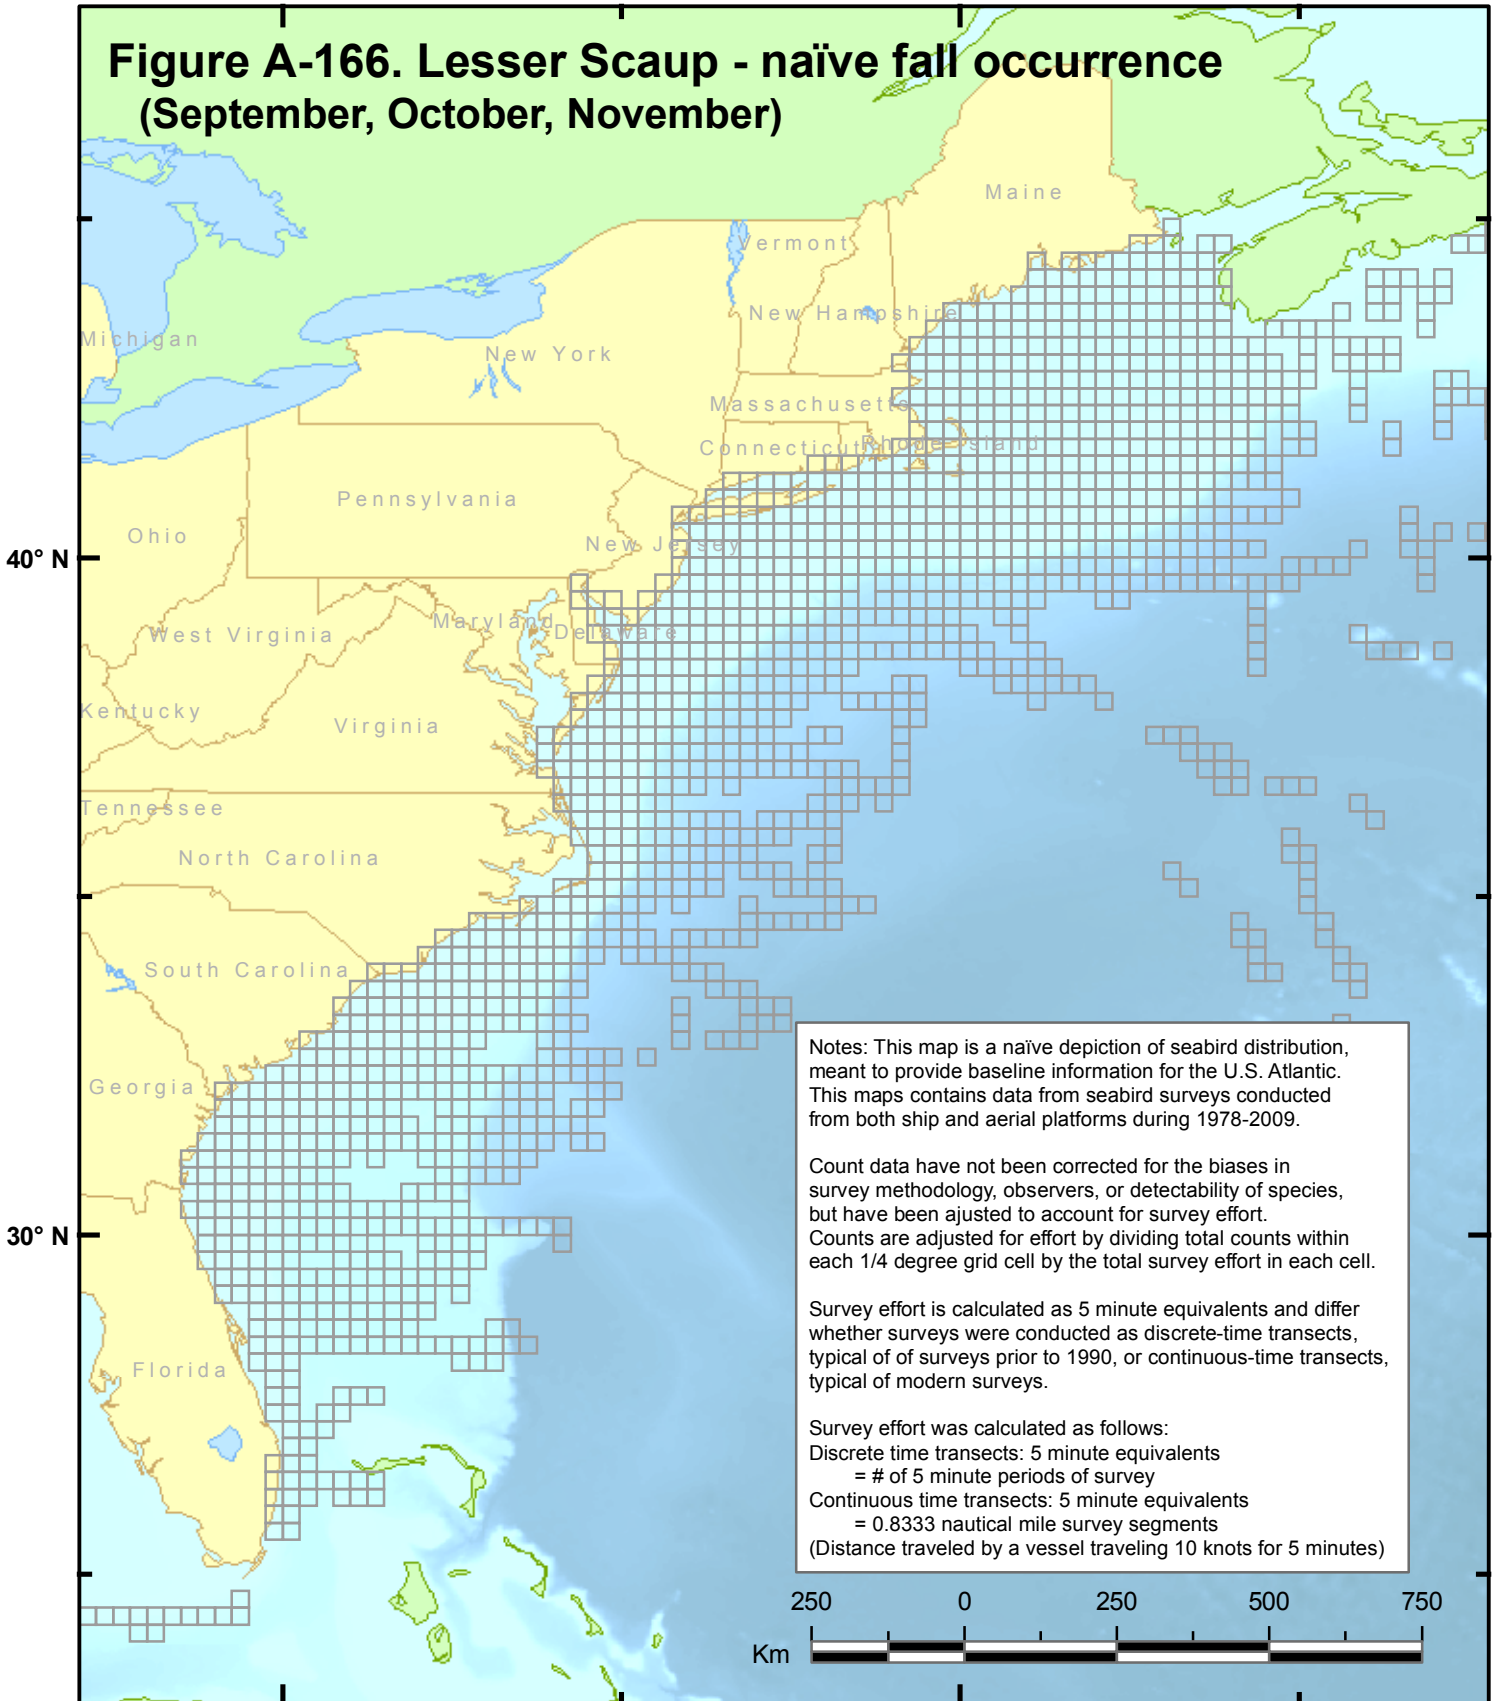 Figure A-166. Lesser Scaup - naïve fall occurrence
(September, October, November)
Maine
Vermont
New Hampshire
Michigan
New York
Massachusetts
Connecticut
Rhode Island
Pennsylvania
Ohio
New Jersey
40° N
Maryland
Delaware
West Virginia
Kentucky
Virginia
Tennessee
North Carolina
South Carolina
Georgia
30° N
Florida
Notes: This map is a naïve depiction of seabird distribution,
meant to provide baseline information for the U.S. Atlantic.
This maps contains data from seabird surveys conducted
from both ship and aerial platforms during 1978-2009.
Count data have not been corrected for the biases in
survey methodology, observers, or detectability of species,
but have been ajusted to account for survey effort.
Counts are adjusted for effort by dividing total counts within
each 1/4 degree grid cell by the total survey effort in each cell.
Survey effort is calculated as 5 minute equivalents and differ
whether surveys were conducted as discrete-time transects,
typical of of surveys prior to 1990, or continuous-time transects,
typical of modern surveys.
Survey effort was calculated as follows:
Discrete time transects: 5 minute equivalents
= # of 5 minute periods of survey
Continuous time transects: 5 minute equivalents
= 0.8333 nautical mile survey segments
(Distance traveled by a vessel traveling 10 knots for 5 minutes)
250 0 250 500 750
Km